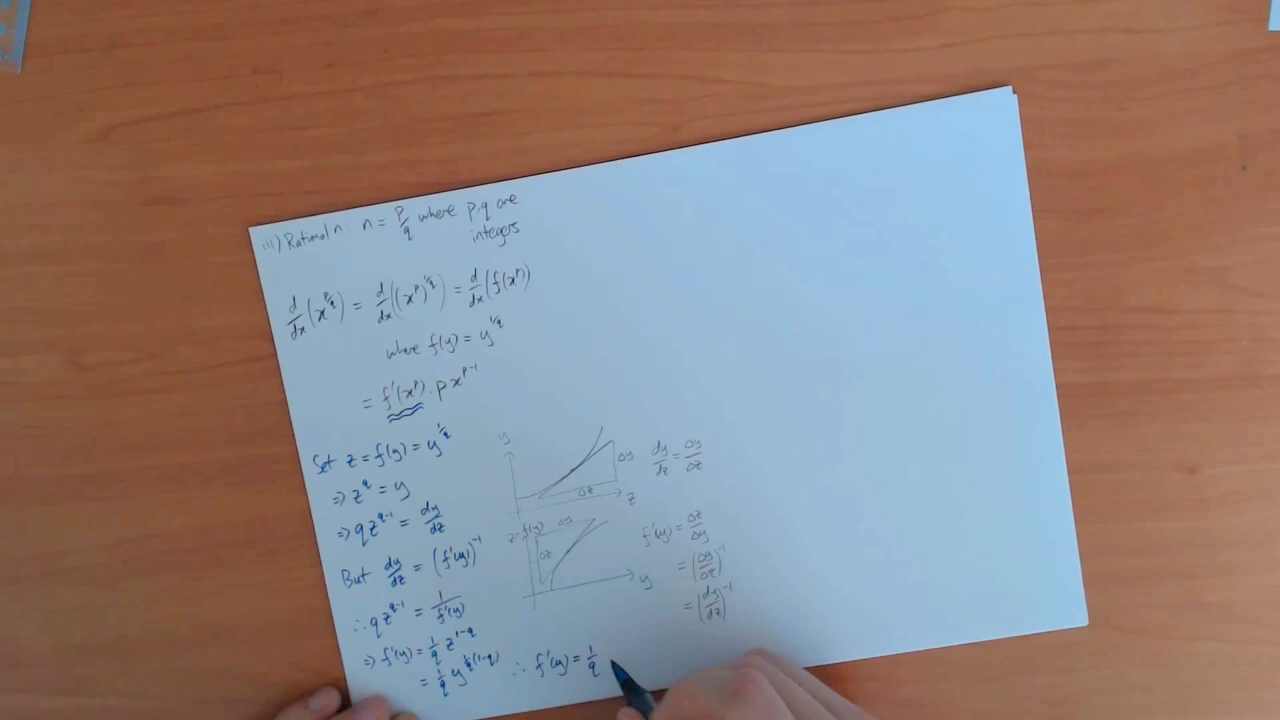 iii) Rational n. n = p/q where p, q are
integers
d/dx (x^(p/q)) = d/dx ((x^p)^(1/q)) = d/dx (f(x^p))
where f(y) = y^(1/q)
= f'(x^p) . p x^(p-1)
Set z = f(y) = y^(1/q)
⇒ z^q = y
⇒ q z^(q-1) = dy/dz
But dy/dz = (f'(y))^-1
∴ q z^(q-1) = 1/f'(y)
⇒ f'(y) = 1/q z^(1-q)
= 1/q y^(1/q(1-q))
∴ f'(y) = 1/q
y
Δy
Δz
z
dy/dz = Δy/Δz
z=f(y)
Δy
Δz
y
f'(y) = Δz/Δy
= (Δy/Δz)^-1
= (dy/dz)^-1